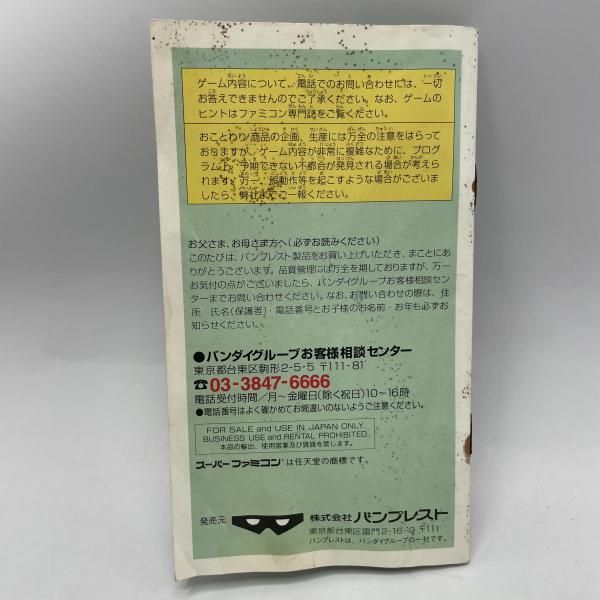 ゲーム内容について、電話でのお問い合わせには、一切
お答えできませんのでご了承ください。なお、ゲームの
ヒントはファミコン専門誌をご覧ください。
おことわり/商品の企画、生産には万全の注意をはらって
おりますが、ゲーム内容が非常に複雑なために、プログ
ラム上、予期できない不都合が発見される場合が考えら
れます。万一、誤動作等を起こすような場合がございま
したら、弊社までご一報ください。
お父さま、お母さま方へ(必ずお読みください)
このたびは、バンプレスト製品をお買い上げいただき、まことにあ
りがとうございます。品質管理には万全を期しておりますが、万一
お気付の点がございましたら、バンダイグループお客様相談セン
ターまでお問い合わせください。なお、お問い合わせの際は、住
所・氏名(保護者)・電話番号とお子様のお名前・お年も必ずお
知らせください。
●バンダイグループお客様相談センター
東京都台東区駒形2-5-5 〒111-81
☎03-3847-6666
電話受付時間/月~金曜日(除く祝日)10~16時
●電話番号はよく確かめてお間違いのないようご注意ください。
FOR SALE and USE IN JAPAN ONLY.
BUSINESS USE and RENTAL PROHIBITED.
本品の輸出、使用営業及び賃貸を禁じます。
スーパーファミコンは任天堂の商標です。
発売元 株式会社 バンプレスト
東京都台東区雷門2-16-9 〒111
バンプレストは、バンダイグループの一社です。